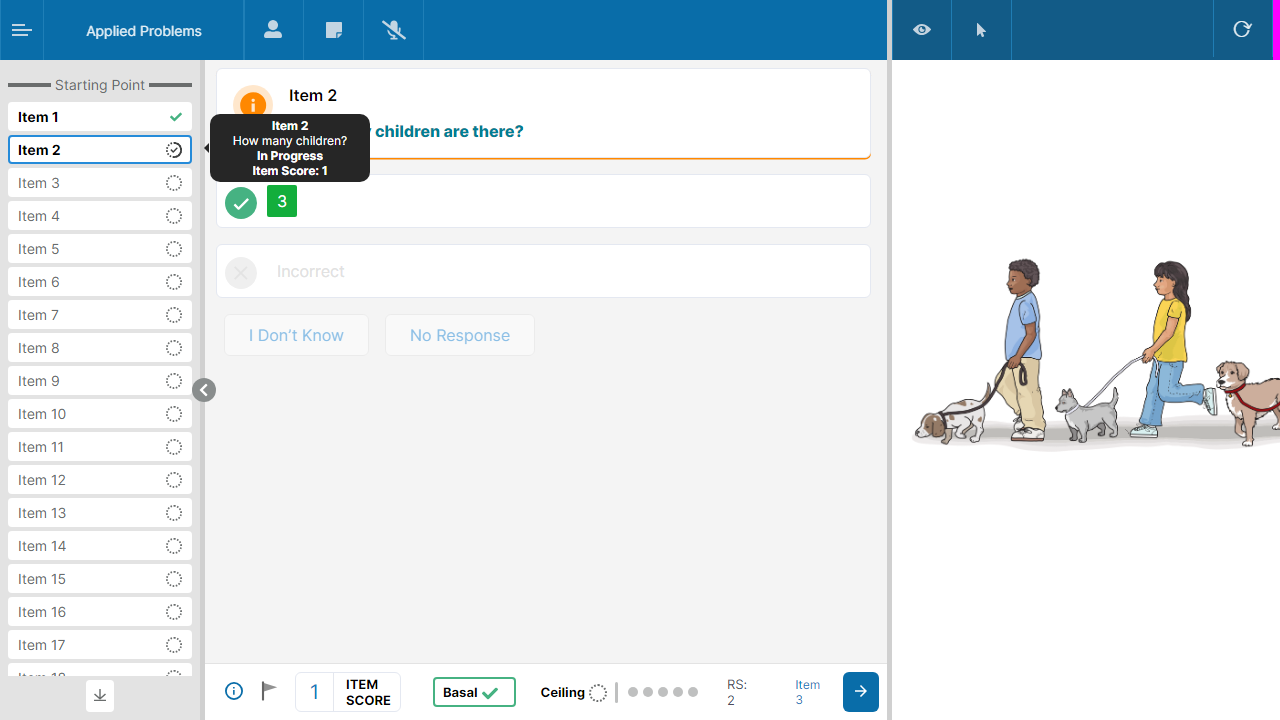 Applied Problems
Starting Point
Item 1
Item 2
Item 3
Item 4
Item 5
Item 6
Item 7
Item 8
Item 9
Item 10
Item 11
Item 12
Item 13
Item 14
Item 15
Item 16
Item 17
Item 18
Item 2
children are there?
Item 2
How many children?
In Progress
Item Score: 1
3
Incorrect
I Don't Know
No Response
1
ITEM
SCORE
Basal
Ceiling
RS:
2
Item
3